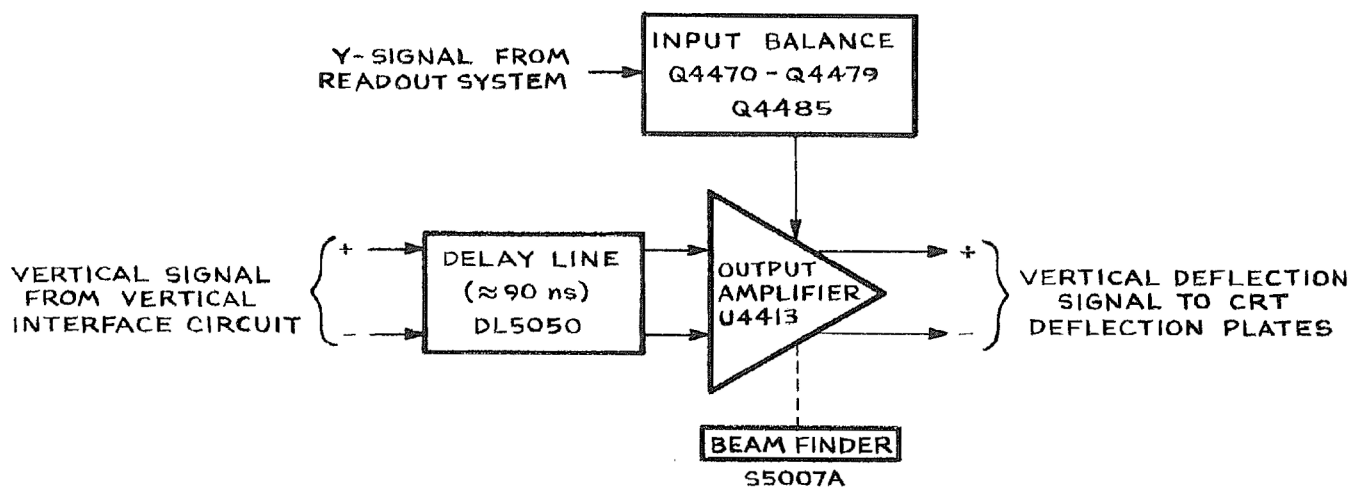 Y-SIGNAL FROM
READOUT SYSTEM
INPUT BALANCE
Q4470 - Q4479
Q4485
VERTICAL SIGNAL
FROM VERTICAL
INTERFACE CIRCUIT
+
-
DELAY LINE
(≈90 ns)
DL5050
OUTPUT
AMPLIFIER
U4413
+
-
VERTICAL DEFLECTION
SIGNAL TO CRT
DEFLECTION PLATES
BEAM FINDER
S5007A